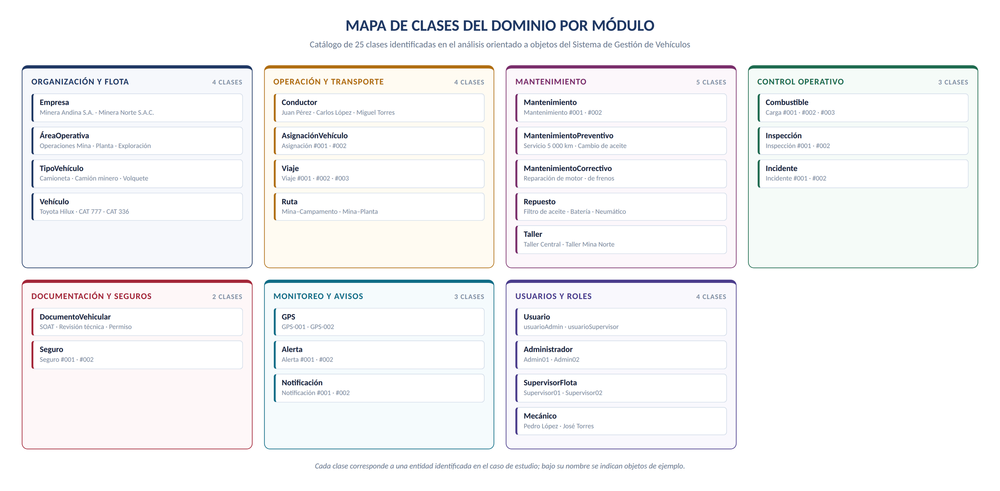 MAPA DE CLASES DEL DOMINIO POR MÓDULO
Catálogo de 25 clases identificadas en el análisis orientado a objetos del Sistema de Gestión de Vehículos
ORGANIZACIÓN Y FLOTA 4 CLASES
Empresa
Minera Andina S.A. · Minera Norte S.A.C.
ÁreaOperativa
Operaciones Mina · Planta · Exploración
TipoVehículo
Camioneta · Camión minero · Volquete
Vehículo
Toyota Hilux · CAT 777 · CAT 336
OPERACIÓN Y TRANSPORTE 4 CLASES
Conductor
Juan Pérez · Carlos López · Miguel Torres
AsignaciónVehículo
Asignación #001 · #002
Viaje
Viaje #001 · #002 · #003
Ruta
Mina–Campamento · Mina–Planta
MANTENIMIENTO 5 CLASES
Mantenimiento
Mantenimiento #001 · #002
MantenimientoPreventivo
Servicio 5 000 km · Cambio de aceite
MantenimientoCorrectivo
Reparación de motor · de frenos
Repuesto
Filtro de aceite · Batería · Neumático
Taller
Taller Central · Taller Mina Norte
CONTROL OPERATIVO 3 CLASES
Combustible
Carga #001 · #002 · #003
Inspección
Inspección #001 · #002
Incidente
Incidente #001 · #002
DOCUMENTACIÓN Y SEGUROS 2 CLASES
DocumentoVehicular
SOAT · Revisión técnica · Permiso
Seguro
Seguro #001 · #002
MONITOREO Y AVISOS 3 CLASES
GPS
GPS-001 · GPS-002
Alerta
Alerta #001 · #002
Notificación
Notificación #001 · #002
USUARIOS Y ROLES 4 CLASES
Usuario
usuarioAdmin · usuarioSupervisor
Administrador
Admin01 · Admin02
SupervisorFlota
Supervisor01 · Supervisor02
Mecánico
Pedro López · José Torres
Cada clase corresponde a una entidad identificada en el caso de estudio; bajo su nombre se indican objetos de ejemplo.